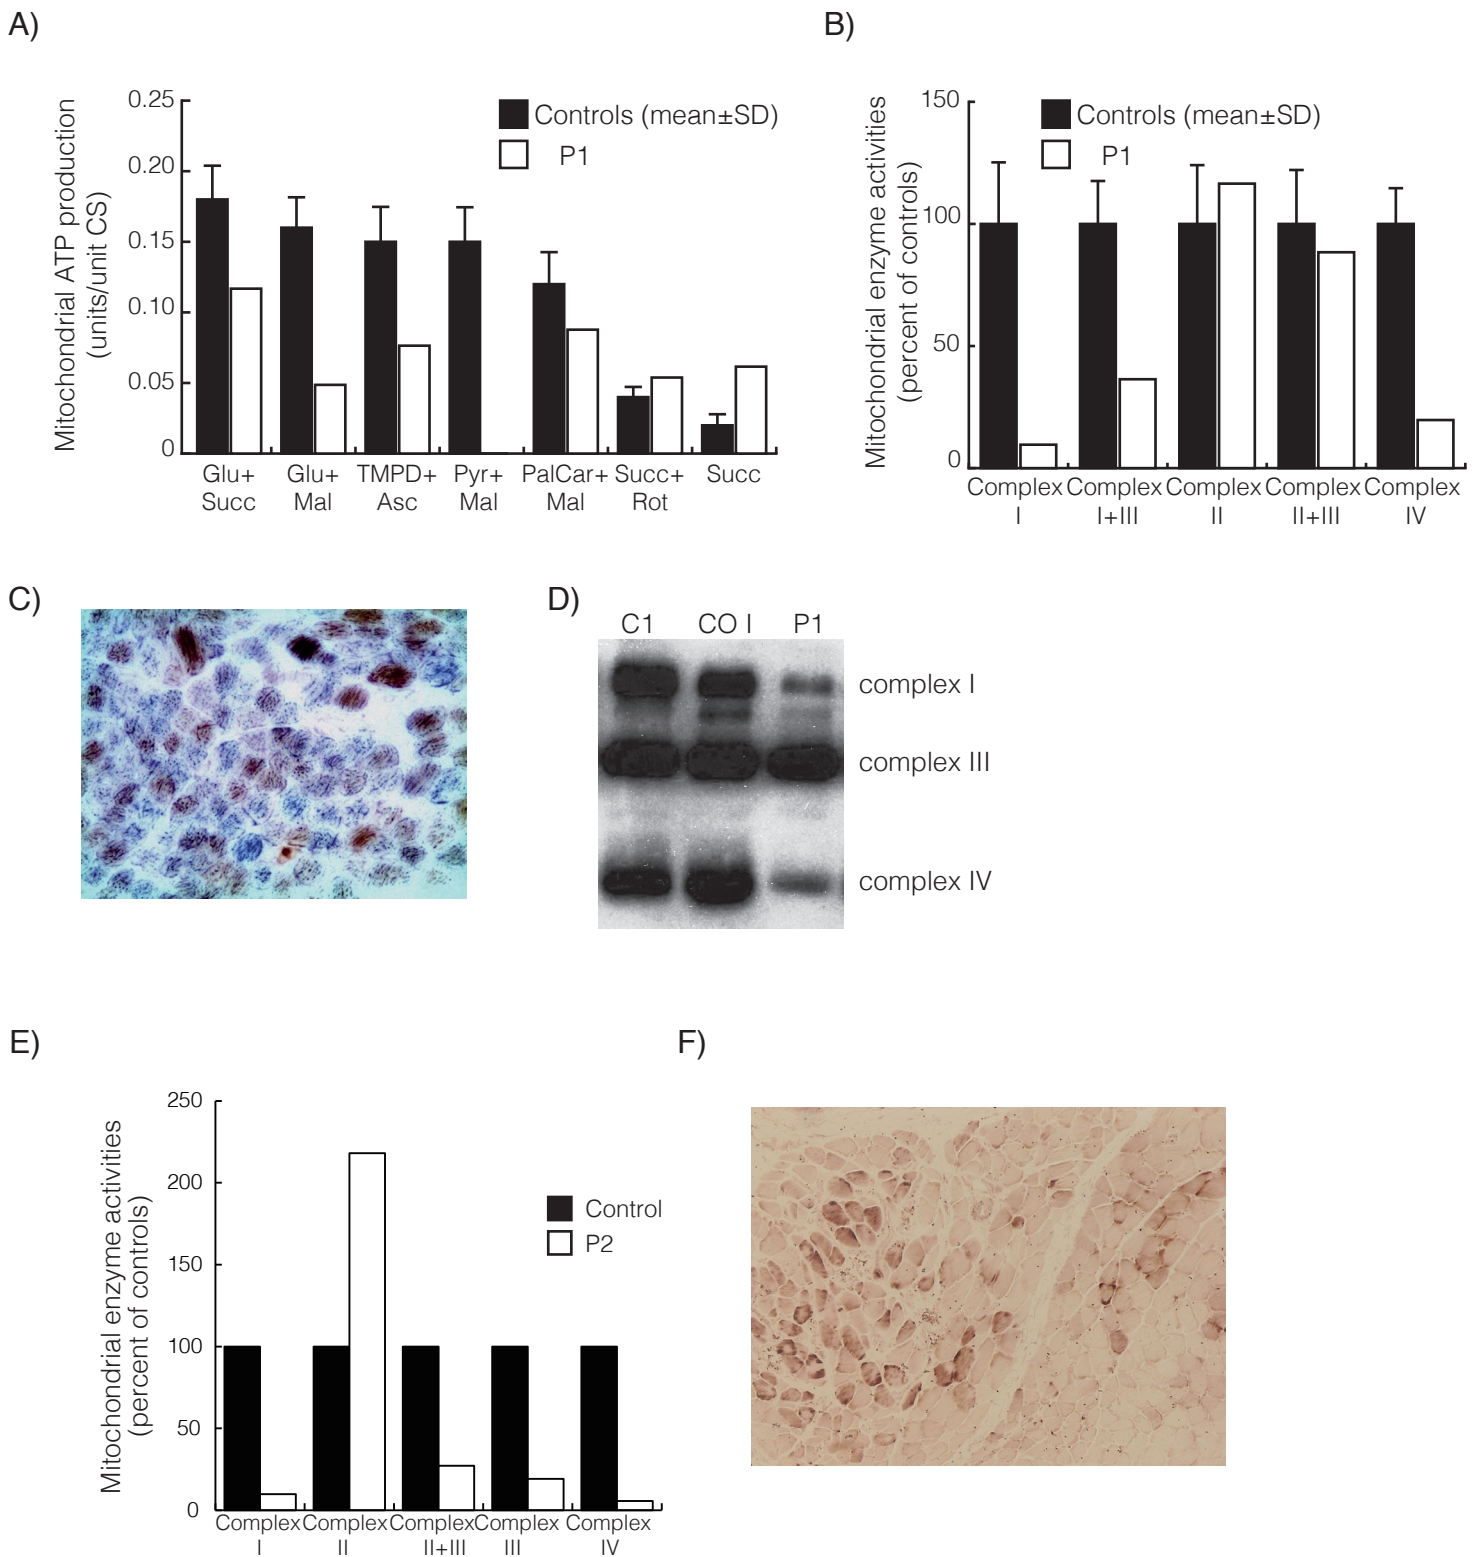 A)
Mitochondrial ATP production
(units/unit CS)
0.25
0.20
0.15
0.10
0.05
0
Controls (mean±SD)
P1
Glu+
Succ
Glu+
Mal
TMPD+
Asc
Pyr+
Mal
PalCar+
Mal
Succ+
Rot
Succ
B)
Mitochondrial enzyme activities
(percent of controls)
150
100
50
0
Controls (mean±SD)
P1
Complex
I
Complex
I+III
Complex
II
Complex
II+III
Complex
IV
C)
D)
C1 CO I P1
complex I
complex III
complex IV
E)
Mitochondrial enzyme activities
(percent of controls)
250
200
150
100
50
0
Control
P2
Complex
I
Complex
II
Complex
II+III
Complex
III
Complex
IV
F)